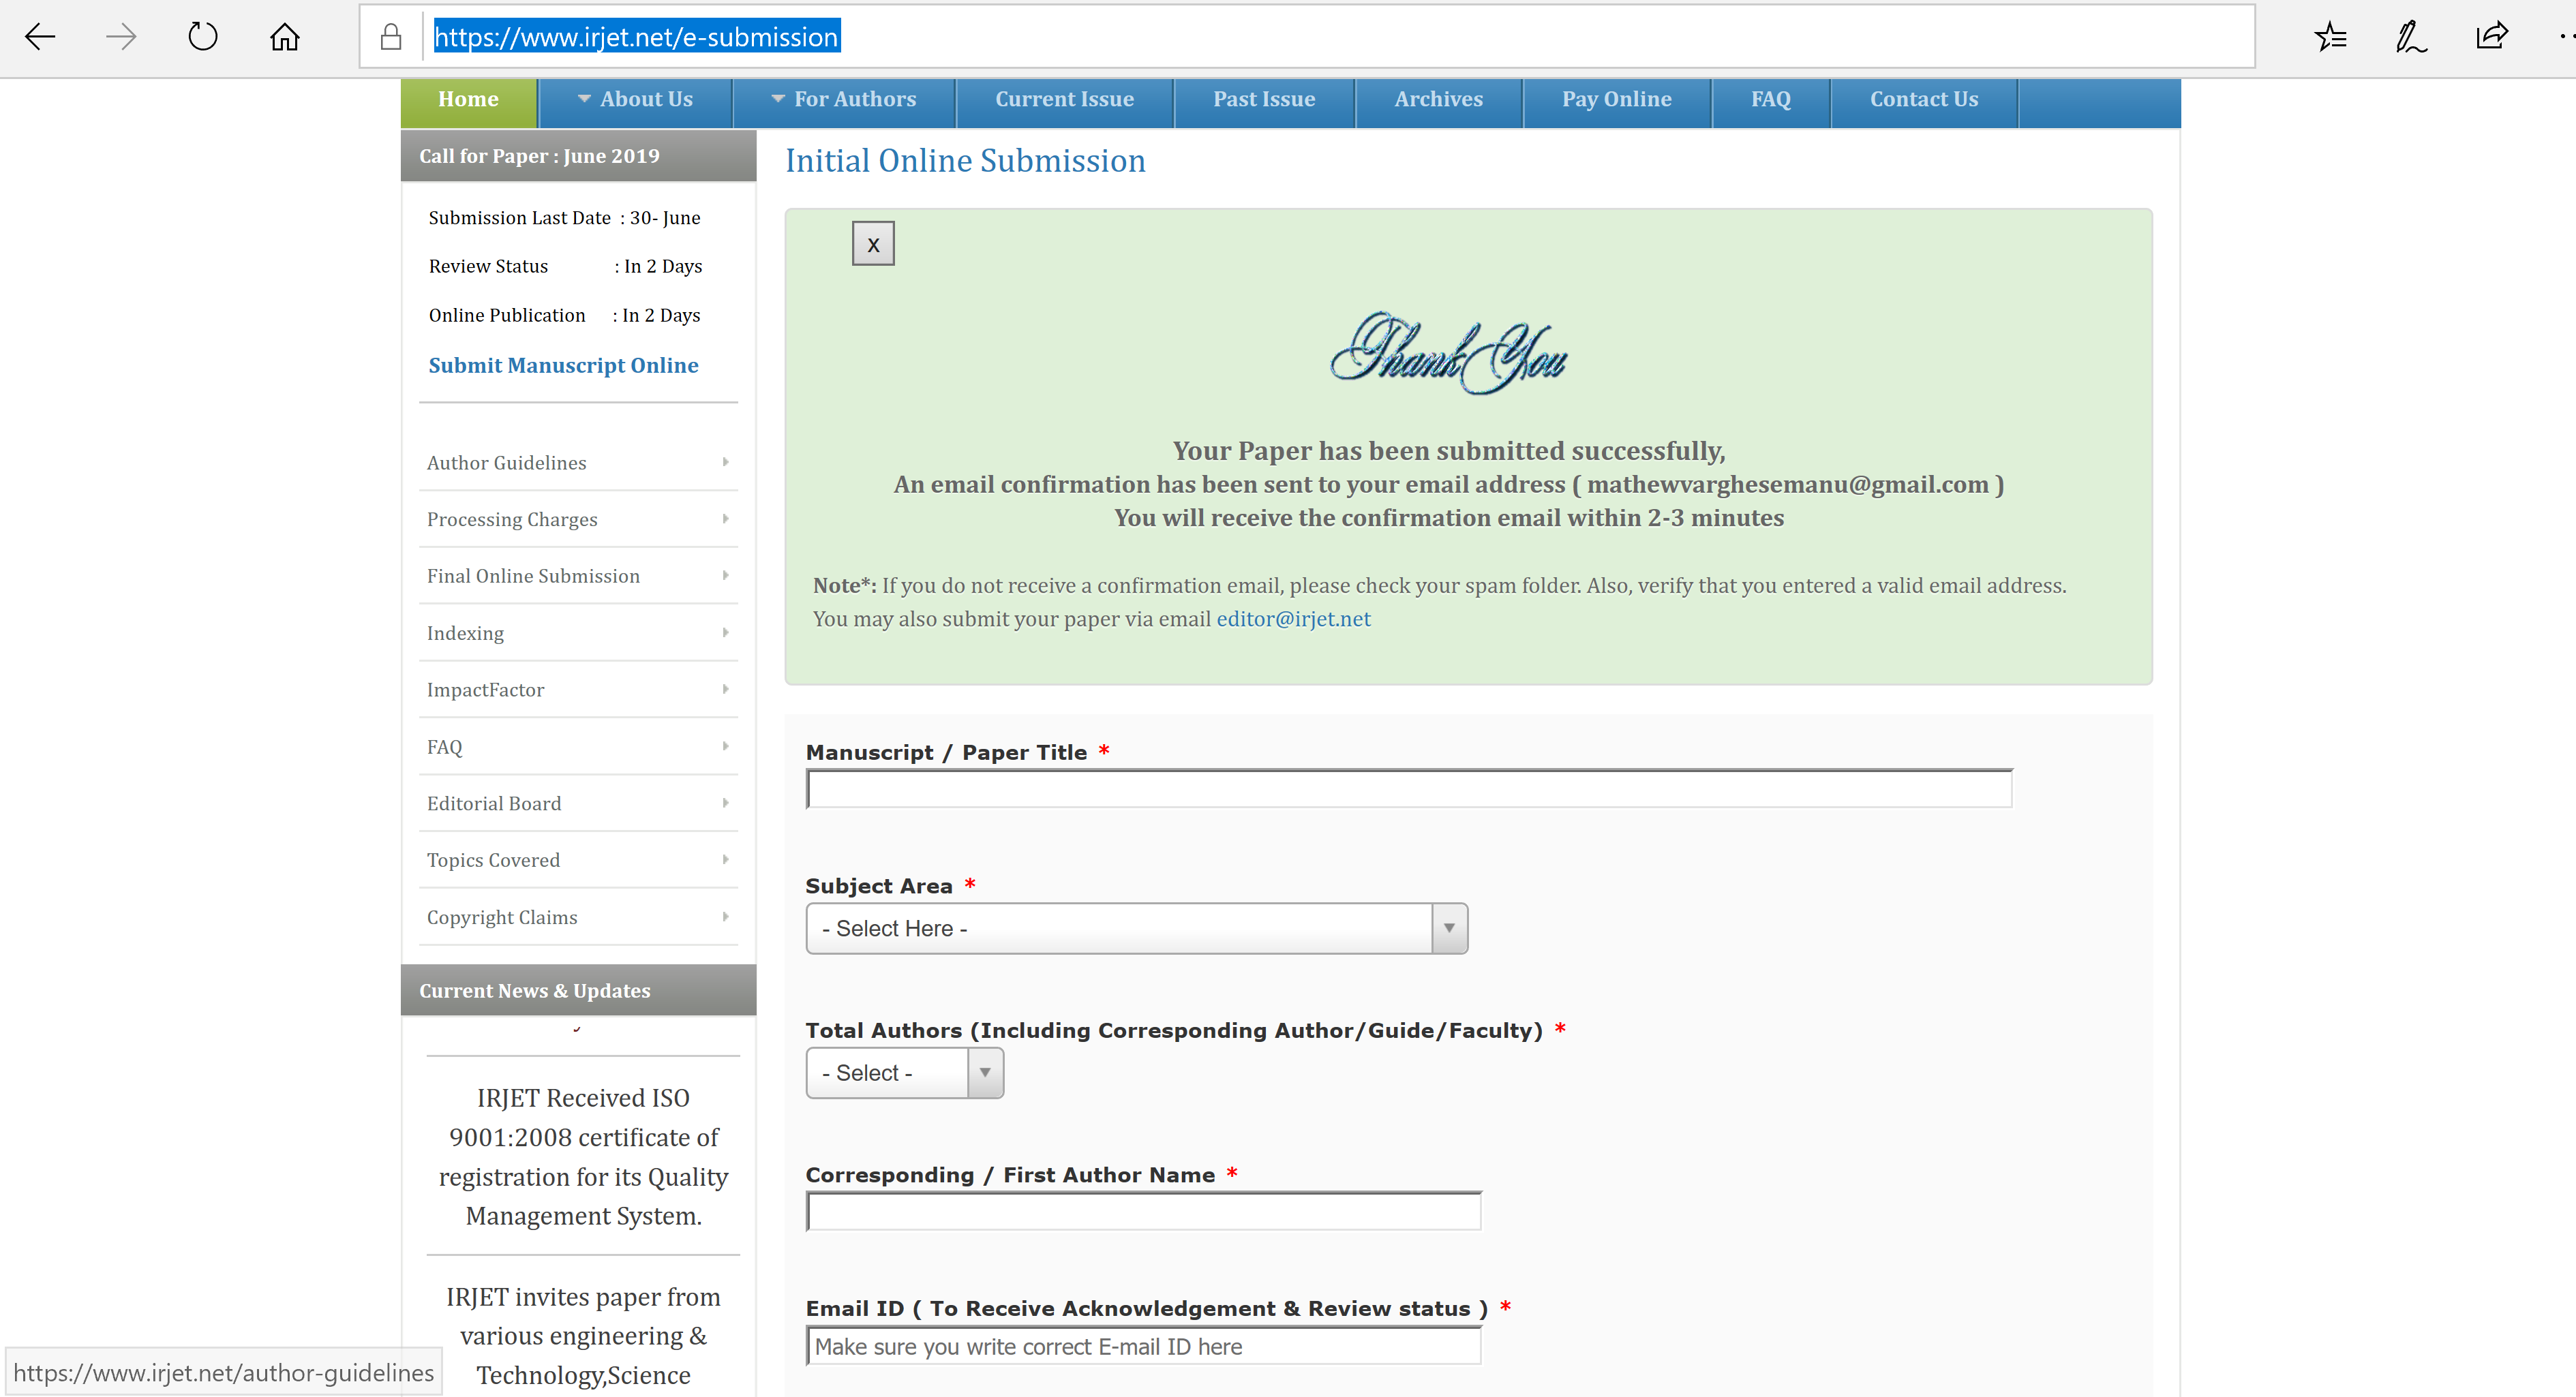 https://www.irjet.net/e-submission
Home
About Us
For Authors
Current Issue
Past Issue
Archives
Pay Online
FAQ
Contact Us
Call for Paper : June 2019
Submission Last Date : 30- June
Review Status : In 2 Days
Online Publication : In 2 Days
Submit Manuscript Online
Author Guidelines
Processing Charges
Final Online Submission
Indexing
ImpactFactor
FAQ
Editorial Board
Topics Covered
Copyright Claims
Current News & Updates
IRJET Received ISO
9001:2008 certificate of
registration for its Quality
Management System.
IRJET invites paper from
various engineering &
Technology,Science
Initial Online Submission
x
Thank You
Your Paper has been submitted successfully,
An email confirmation has been sent to your email address ( mathewvarghesemanu@gmail.com )
You will receive the confirmation email within 2-3 minutes
Note*: If you do not receive a confirmation email, please check your spam folder. Also, verify that you entered a valid email address.
You may also submit your paper via email editor@irjet.net
Manuscript / Paper Title *
Subject Area *
- Select Here -
Total Authors (Including Corresponding Author/Guide/Faculty) *
- Select -
Corresponding / First Author Name *
Email ID ( To Receive Acknowledgement & Review status ) *
Make sure you write correct E-mail ID here
https://www.irjet.net/author-guidelines